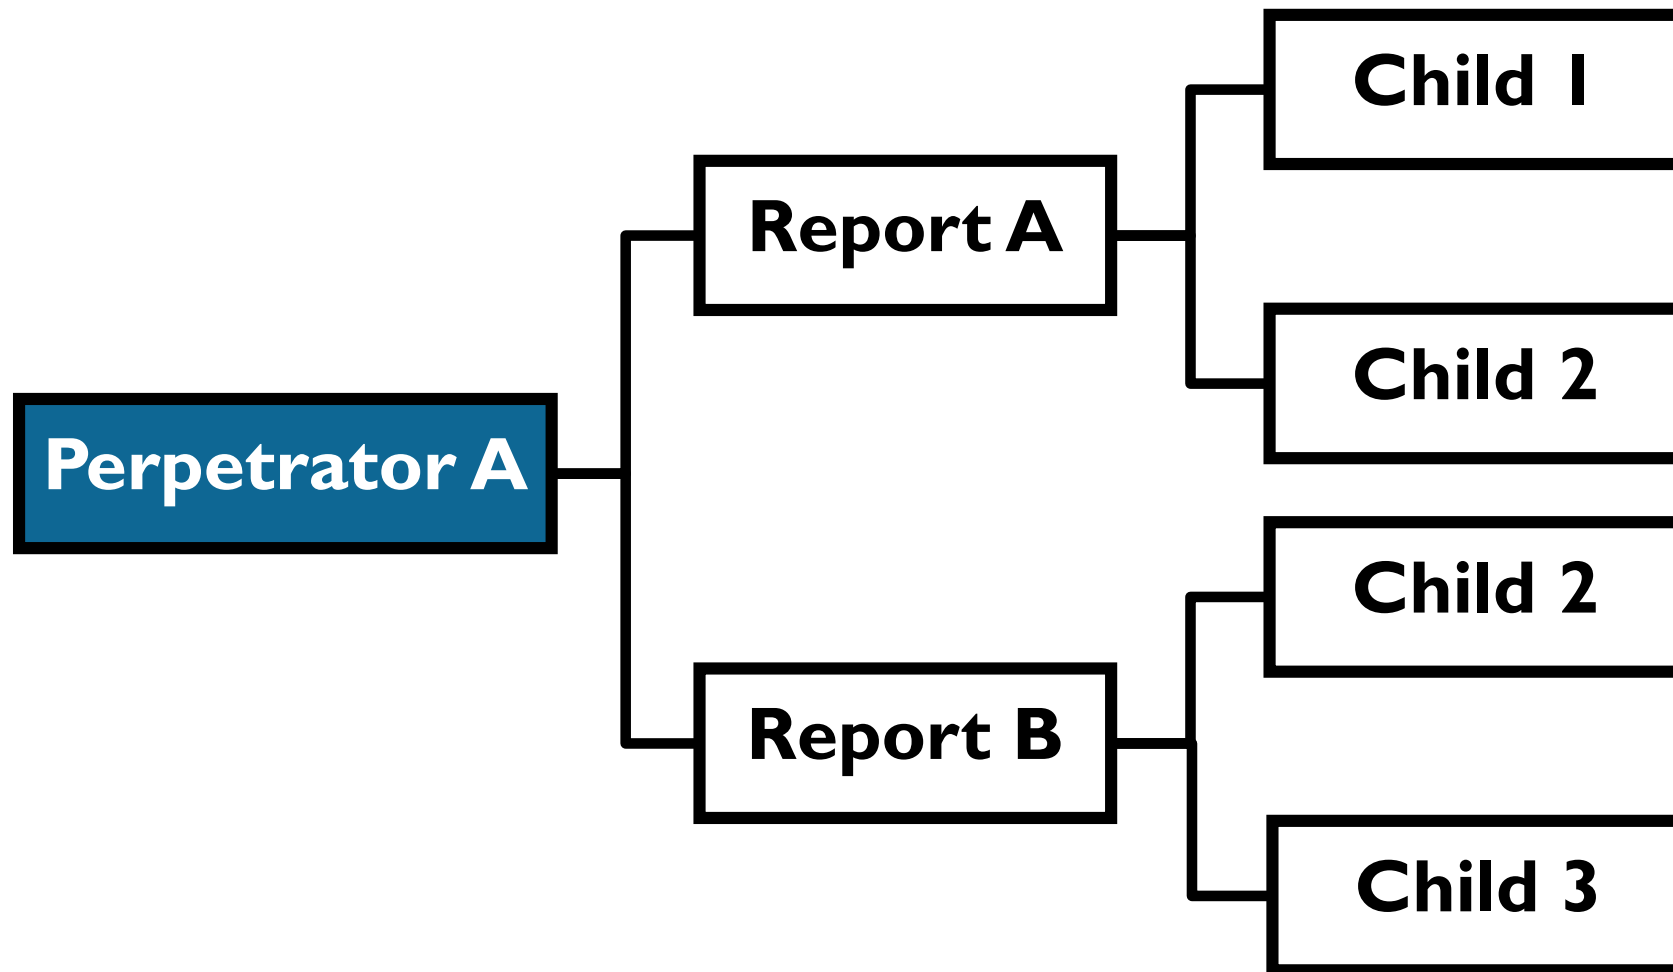 Child 1
Report A
Child 2
Perpetrator A
Child 2
Report B
Child 3